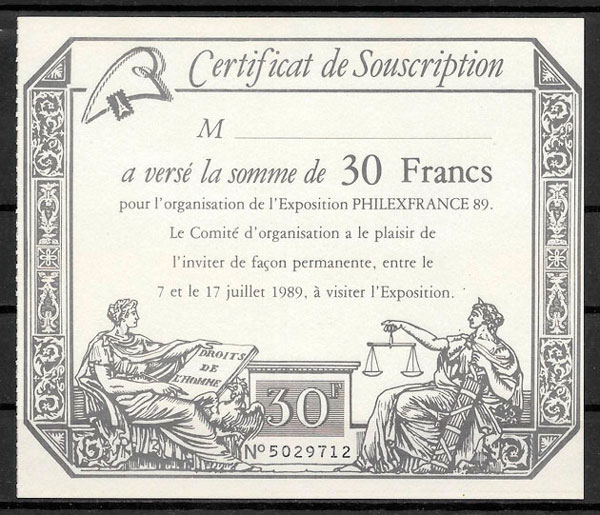 Certificat de Souscription
A
M
a versé la somme de 30 Francs
pour l'organisation de l'Exposition PHILEXFRANCE 89.
Le Comité d'organisation a le plaisir de
l'inviter de façon permanente, entre le
7 et le 17 juillet 1989, à visiter l'Exposition.
DROITS
DE
L'HOMME
30F
Nº 5029712